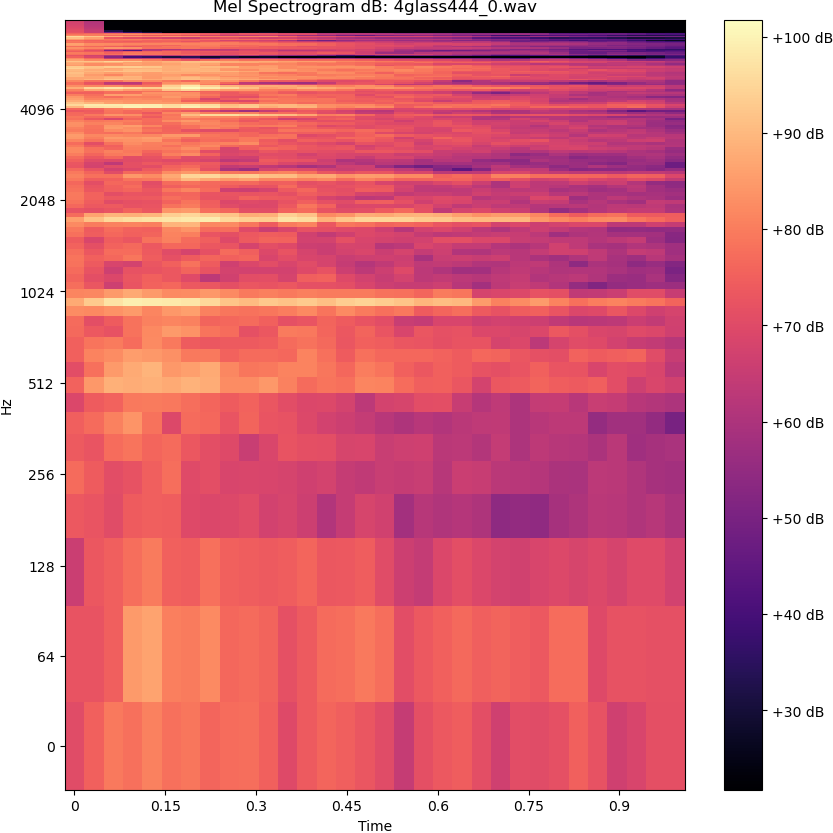 Mel Spectrogram dB: 4glass444_0.wav
+100 dB
4096
+90 dB
2048
+80 dB
1024
+70 dB
512
Hz
+60 dB
256
+50 dB
128
+40 dB
64
+30 dB
0
0 0.15 0.3 0.45 0.6 0.75 0.9
Time